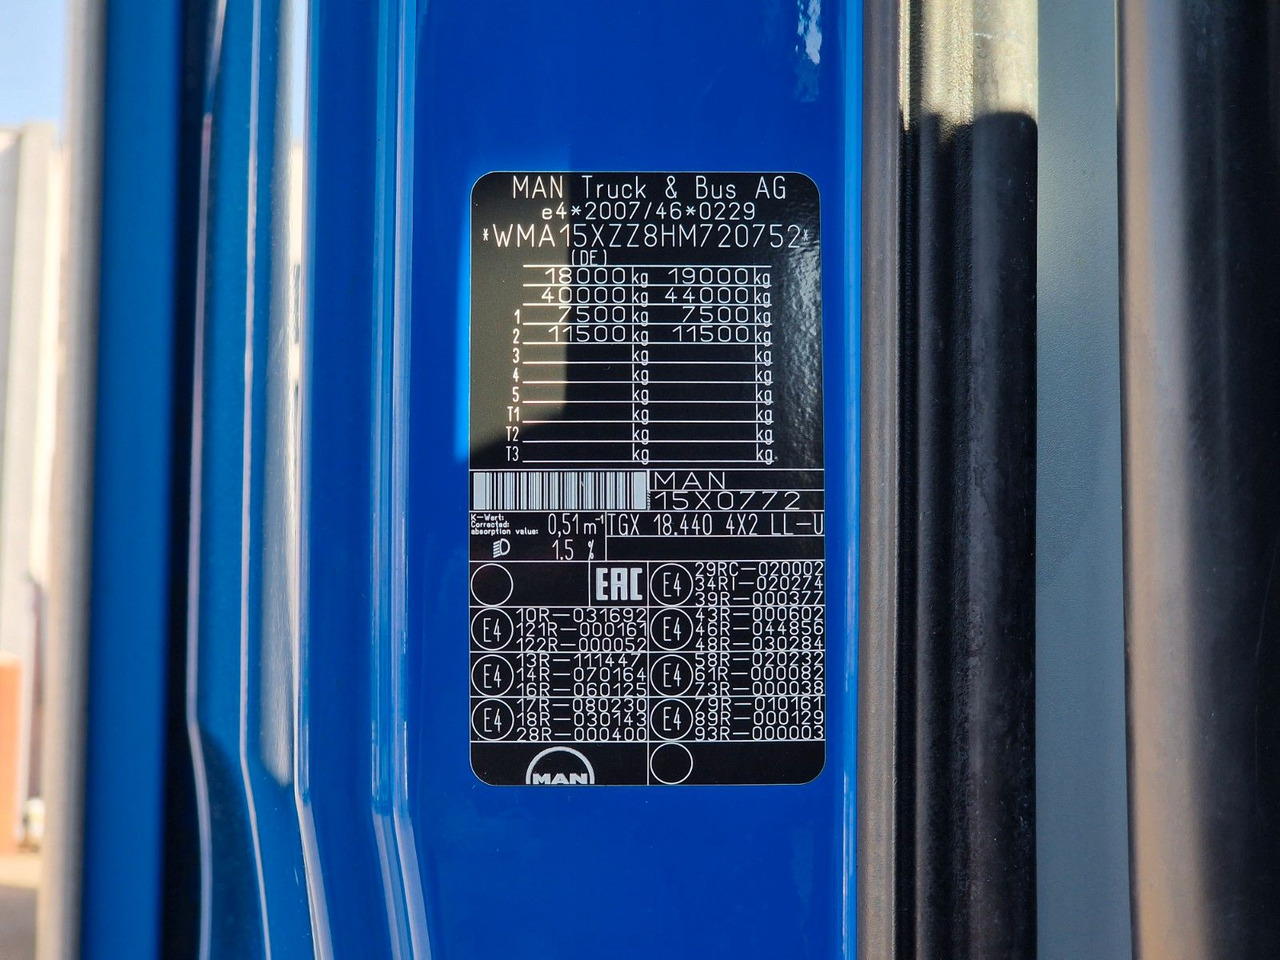 MAN Truck & Bus AG
e4*2007/46*0229
*WMA15XZZ8HM720752*
(DE)
18000 kg 19000 kg
40000 kg 44000 kg
1 7500 kg 7500 kg
2 11500 kg 11500 kg
3 kg kg
4 kg kg
5 kg kg
T1 kg kg
T2 kg kg
T3 kg kg
MAN
15X0772
K-Wert:
Corrected
absorption value: 0,51 m⁻¹
TGX 18.440 4X2 LL-U
1.5 %
EAC
E4
29RC-020002
34RI-020274
39R-000377
E4
10R-031692
121R-000161
122R-000052
E4
43R-000602
46R-044856
48R-030284
E4
13R-111447
14R-070164
16R-060125
E4
58R-020232
61R-000082
73R-000038
E4
17R-080230
18R-030143
28R-000400
E4
79R-010161
89R-000129
93R-000003
MAN